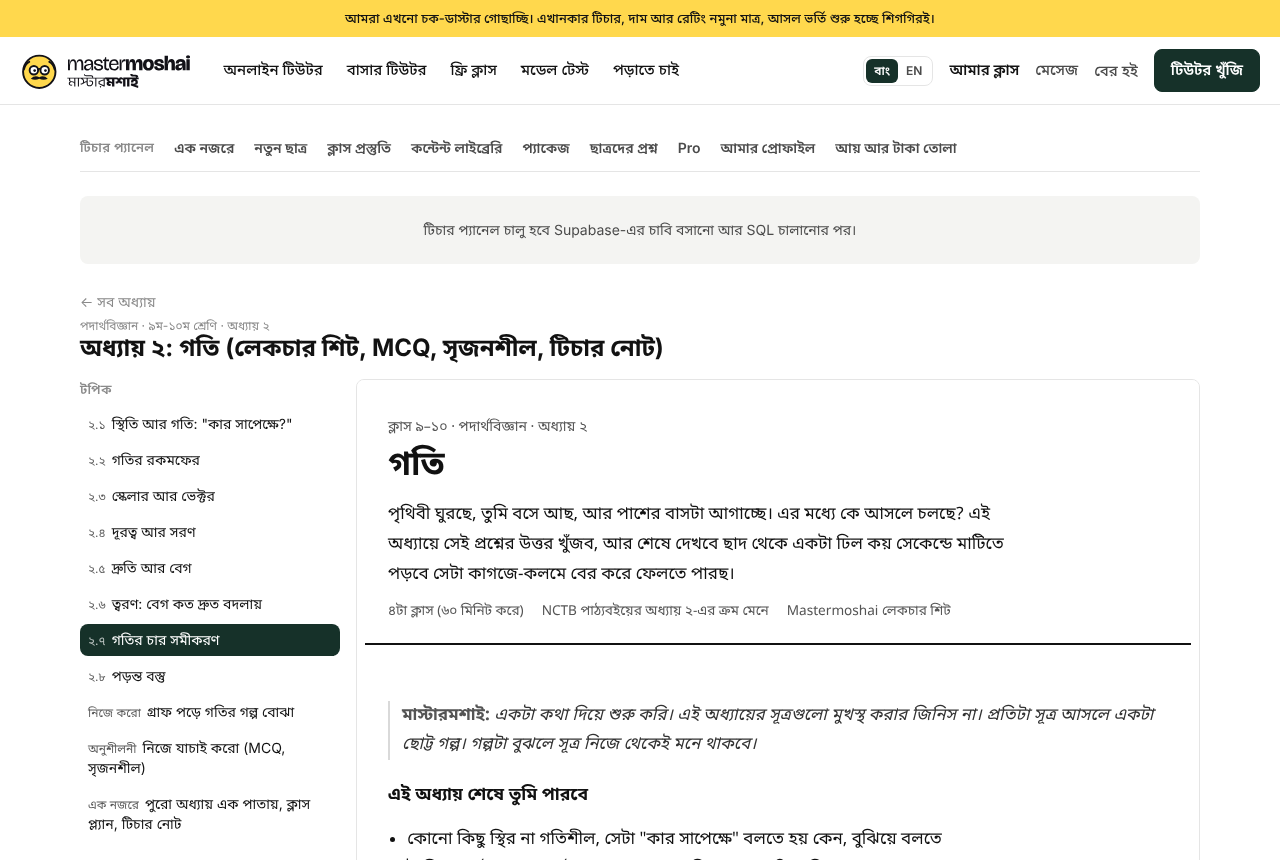 আমরা এখনো চক-ডাস্টার গোছাচ্ছি। এখানকার টিচার, দাম আর রেটিং নমুনা মাত্র, আসল ভর্তি শুরু হচ্ছে শিগগিরই।
mastermoshai
মাস্টারমশাই
অনলাইন টিউটর বাসার টিউটর ফ্রি ক্লাস মডেল টেস্ট পড়াতে চাই
বাং EN আমার ক্লাস মেসেজ বের হই টিউটর খুঁজি
টিচার প্যানেল এক নজরে নতুন ছাত্র ক্লাস প্রস্তুতি কন্টেন্ট লাইব্রেরি প্যাকেজ ছাত্রদের প্রশ্ন Pro আমার প্রোফাইল আয় আর টাকা তোলা
টিচার প্যানেল চালু হবে Supabase-এর চাবি বসানো আর SQL চালানোর পর।
← সব অধ্যায়
পদার্থবিজ্ঞান · ৯ম-১০ম শ্রেণি · অধ্যায় ২
অধ্যায় ২: গতি (লেকচার শিট, MCQ, সৃজনশীল, টিচার নোট)
টপিক
২.১ স্থিতি আর গতি: "কার সাপেক্ষে?"
২.২ গতির রকমফের
২.৩ স্কেলার আর ভেক্টর
২.৪ দূরত্ব আর সরণ
২.৫ দ্রুতি আর বেগ
২.৬ ত্বরণ: বেগ কত দ্রুত বদলায়
২.৭ গতির চার সমীকরণ
২.৮ পড়ন্ত বস্তু
নিজে করো গ্রাফ পড়ে গতির গল্প বোঝা
অনুশীলনী নিজে যাচাই করো (MCQ,
সৃজনশীল)
এক নজরে পুরো অধ্যায় এক পাতায়, ক্লাস
প্ল্যান, টিচার নোট
ক্লাস ৯–১০ · পদার্থবিজ্ঞান · অধ্যায় ২
গতি
পৃথিবী ঘুরছে, তুমি বসে আছ, আর পাশের বাসটা আগাচ্ছে। এর মধ্যে কে আসলে চলছে? এই
অধ্যায়ে সেই প্রশ্নের উত্তর খুঁজব, আর শেষে দেখবে ছাদ থেকে একটা ঢিল কয় সেকেন্ডে মাটিতে
পড়বে সেটা কাগজে-কলমে বের করে ফেলতে পারছ।
৪টা ক্লাস (৬০ মিনিট করে) NCTB পাঠ্যবইয়ের অধ্যায় ২-এর ক্রম মেনে Mastermoshai লেকচার শিট
মাস্টারমশাই: একটা কথা দিয়ে শুরু করি। এই অধ্যায়ের সূত্রগুলো মুখস্থ করার জিনিস না। প্রতিটা সূত্র আসলে একটা
ছোট্ট গল্প। গল্পটা বুঝলে সূত্র নিজে থেকেই মনে থাকবে।
এই অধ্যায় শেষে তুমি পারবে
• কোনো কিছু স্থির না গতিশীল, সেটা "কার সাপেক্ষে" বলতে হয় কেন, বুঝিয়ে বলতে